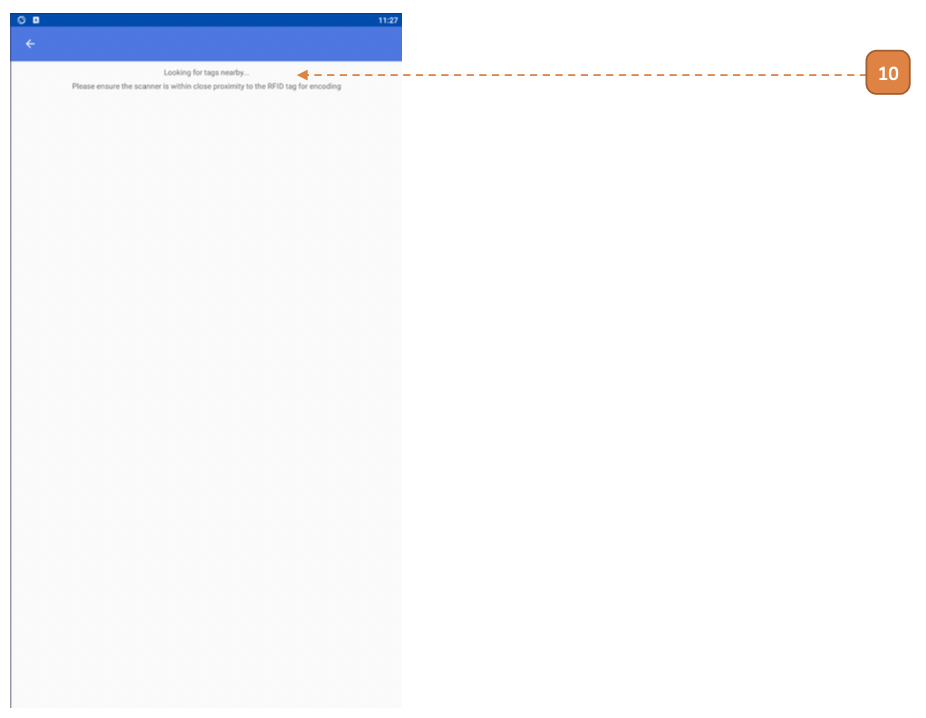 11:27
Looking for tags nearby...
10
Please ensure the scanner is within close proximity to the RFID tag for encoding